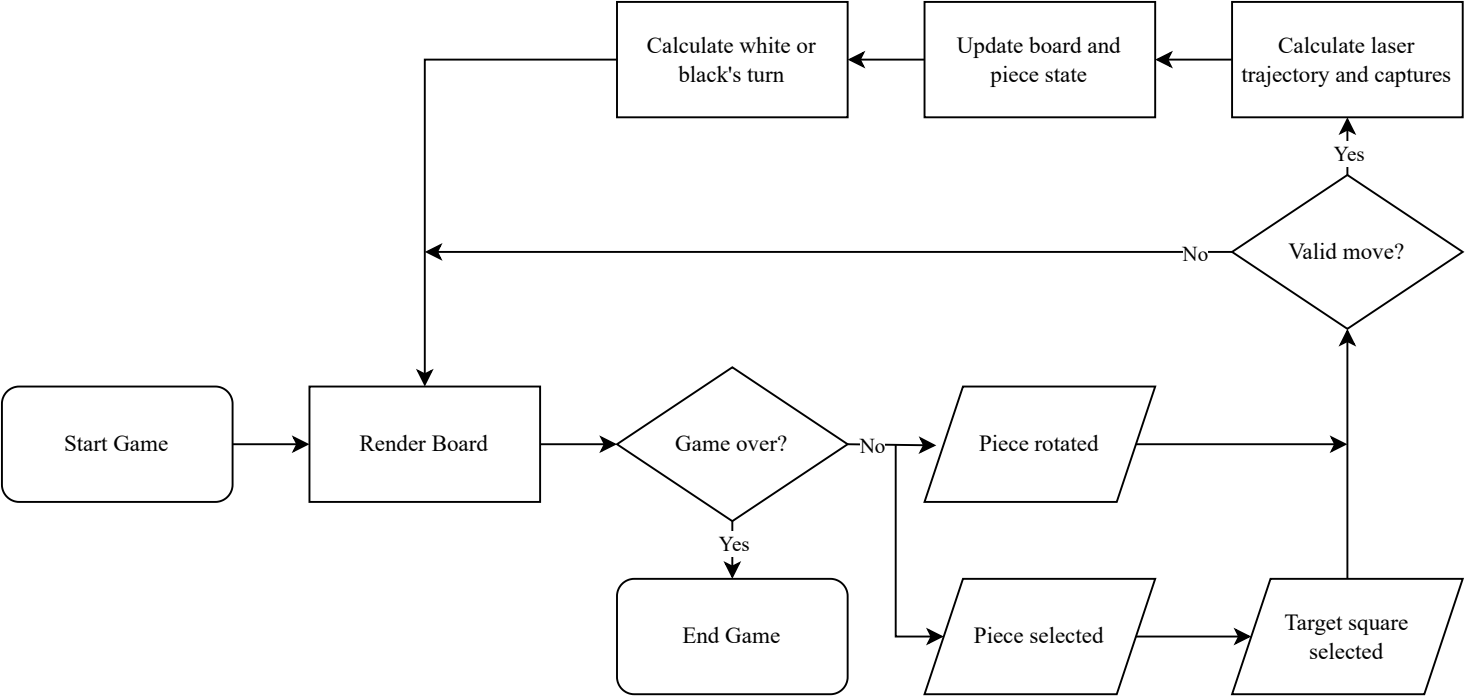 Calculate white or
black's turn
Update board and
piece state
Calculate laser
trajectory and captures
Yes
No
Valid move?
Start Game
Render Board
Game over?
No
Piece rotated
Yes
End Game
Piece selected
Target square
selected